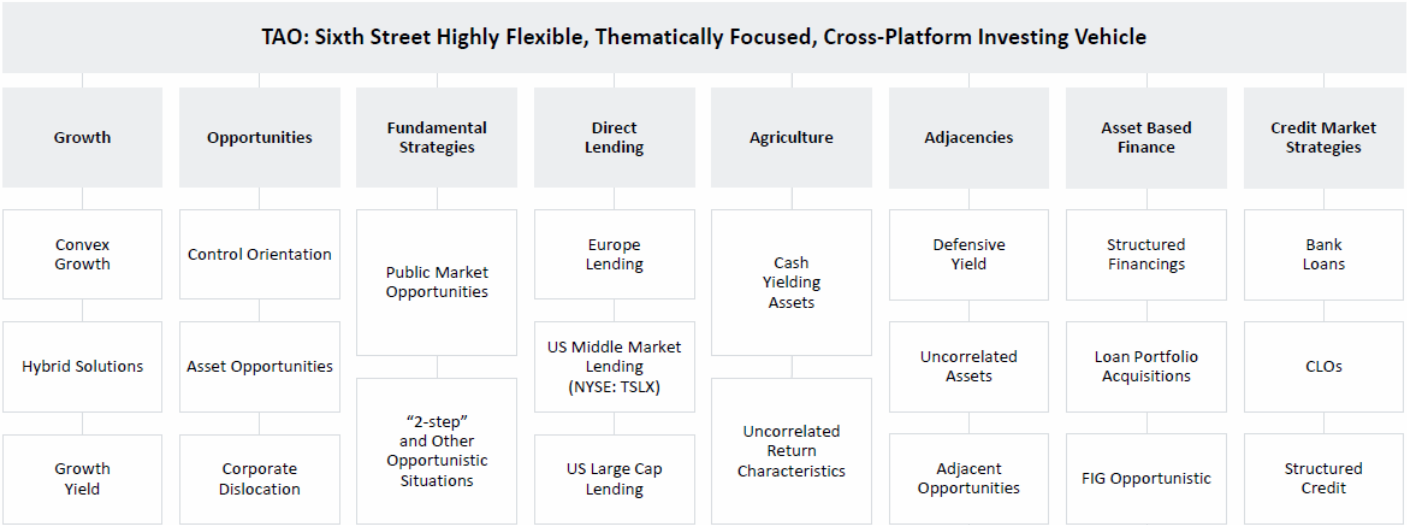 TAO: Sixth Street Highly Flexible, Thematically Focused, Cross-Platform Investing Vehicle
Growth
Convex
Growth
Hybrid Solutions
Growth
Yield
Opportunities
Control Orientation
Asset Opportunities
Corporate
Dislocation
Fundamental
Strategies
Public Market
Opportunities
“2-step”
and Other
Opportunistic
Situations
Direct
Lending
Europe
Lending
US Middle Market
Lending
(NYSE: TSLX)
US Large Cap
Lending
Agriculture
Cash
Yielding
Assets
Uncorrelated
Return
Characteristics
Adjacencies
Defensive
Yield
Uncorrelated
Assets
Adjacent
Opportunities
Asset Based
Finance
Structured
Financings
Loan Portfolio
Acquisitions
FIG Opportunistic
Credit Market
Strategies
Bank
Loans
CLOs
Structured
Credit